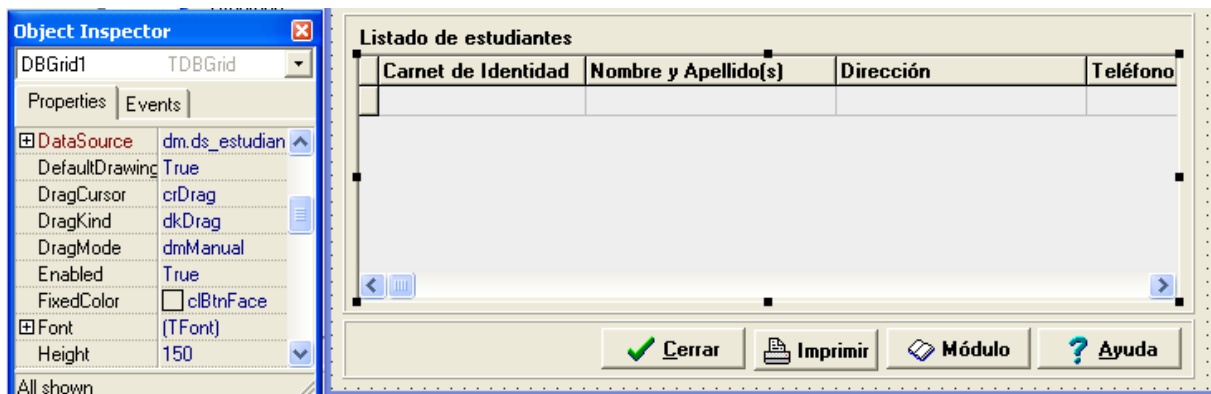 Object Inspector
DBGrid1 TDBGrid
Properties Events
DataSource dm.ds_estudian
DefaultDrawing True
DragCursor crDrag
DragKind dkDrag
DragMode dmManual
Enabled True
FixedColor clBtnFace
Font (TFont)
Height 150
All shown
Listado de estudiantes
Carnet de Identidad Nombre y Apellido(s) Dirección Teléfono
Cerrar Imprimir Módulo Ayuda